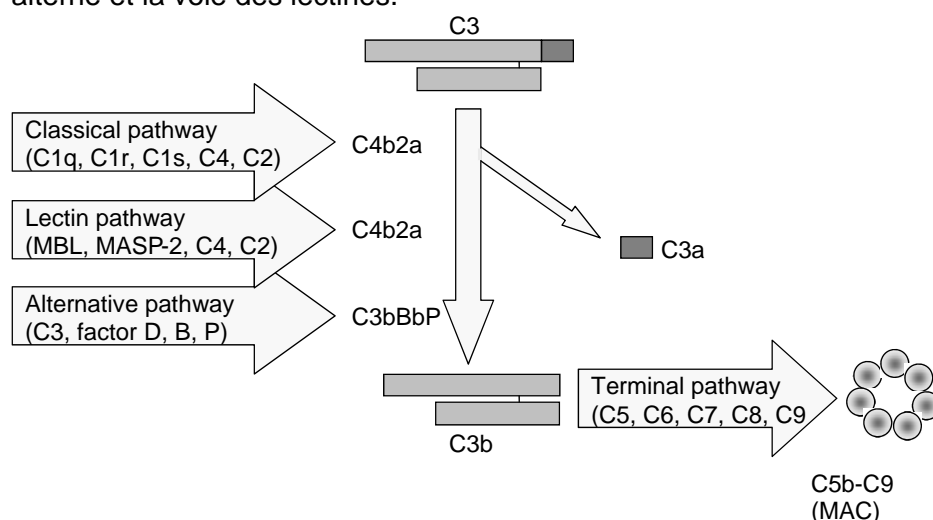 alterne et la voie des lectines.
C3
Classical pathway
(C1q, C1r, C1s, C4, C2)
C4b2a
Lectin pathway
(MBL, MASP-2, C4, C2)
C4b2a
C3a
Alternative pathway
(C3, factor D, B, P)
C3bBbP
Terminal pathway
(C5, C6, C7, C8, C9
C3b
C5b-C9
(MAC)